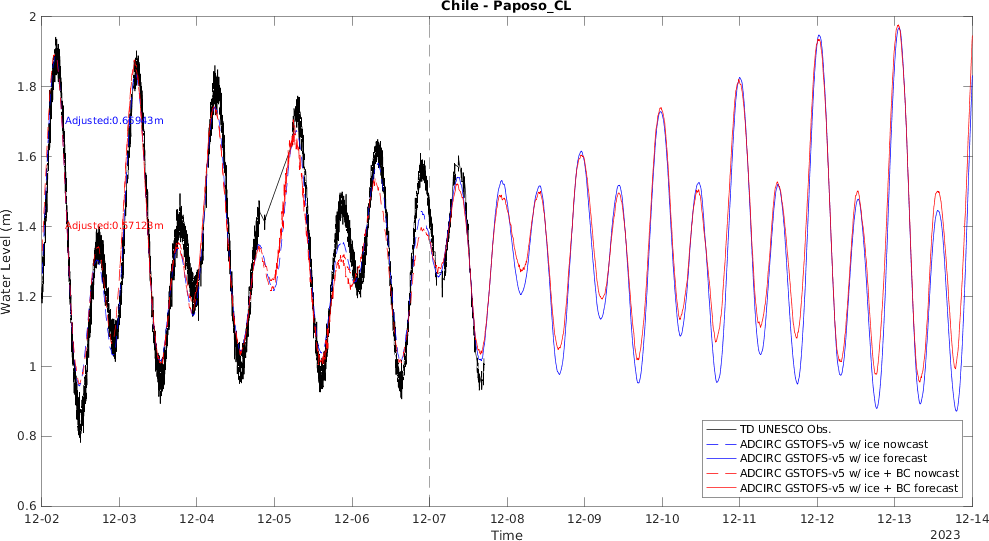 Chile - Paposo_CL
2
1.8
1.6
1.4
1.2
1
0.8
0.6
Water Level (m)
Adjusted:0.65943m
Adjusted:0.67123m
TD UNESCO Obs.
ADCIRC GSTOFS-v5 w/ ice nowcast
ADCIRC GSTOFS-v5 w/ ice forecast
ADCIRC GSTOFS-v5 w/ ice + BC nowcast
ADCIRC GSTOFS-v5 w/ ice + BC forecast
12-02 12-03 12-04 12-05 12-06 12-07 12-08 12-09 12-10 12-11 12-12 12-13 12-14
Time
2023